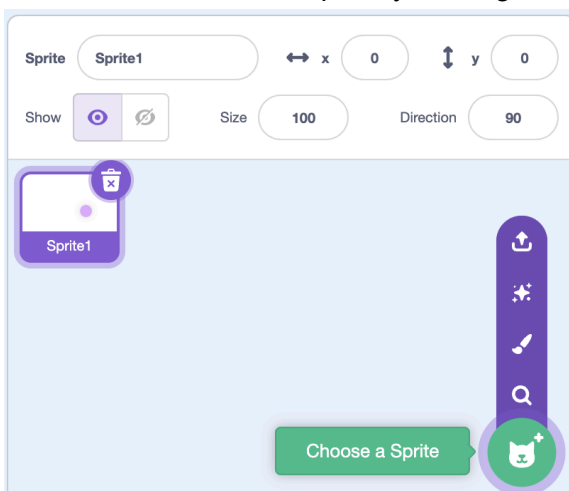 Sprite Sprite1 x 0 y 0
Show Size 100 Direction 90
Sprite1
Choose a Sprite